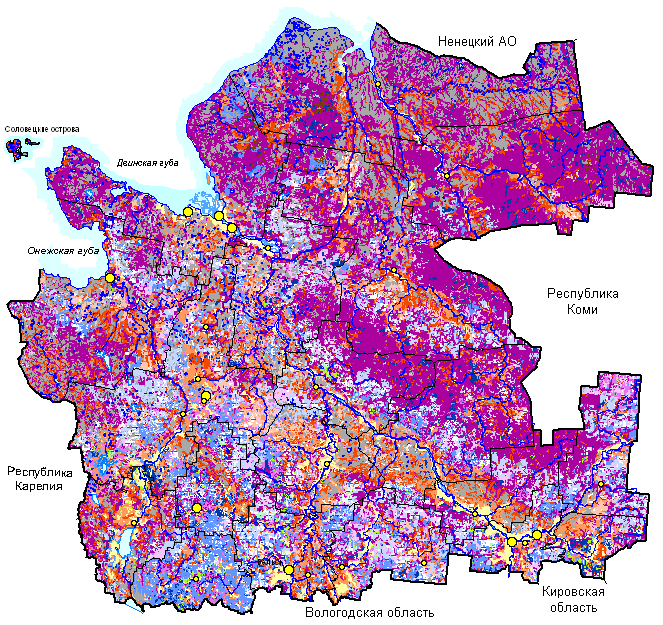 Ненецкий АО
Соловецкие острова
Двинская губа
Онежская губа
Республика
Коми
Республика
Карелия
Кировская
область
Вологодская область